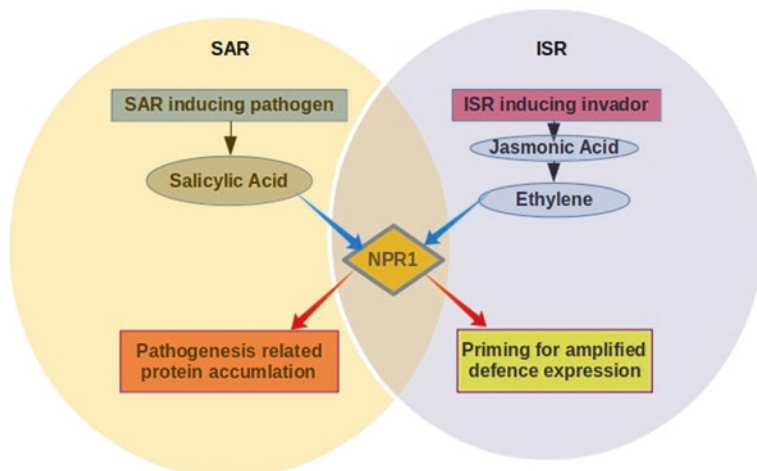 SAR
ISR
SAR inducing pathogen
ISR inducing invador
Jasmonic Acid
Salicylic Acid
Ethylene
NPR1
Pathogenesis related
protein accumlation
Priming for amplified
defence expression